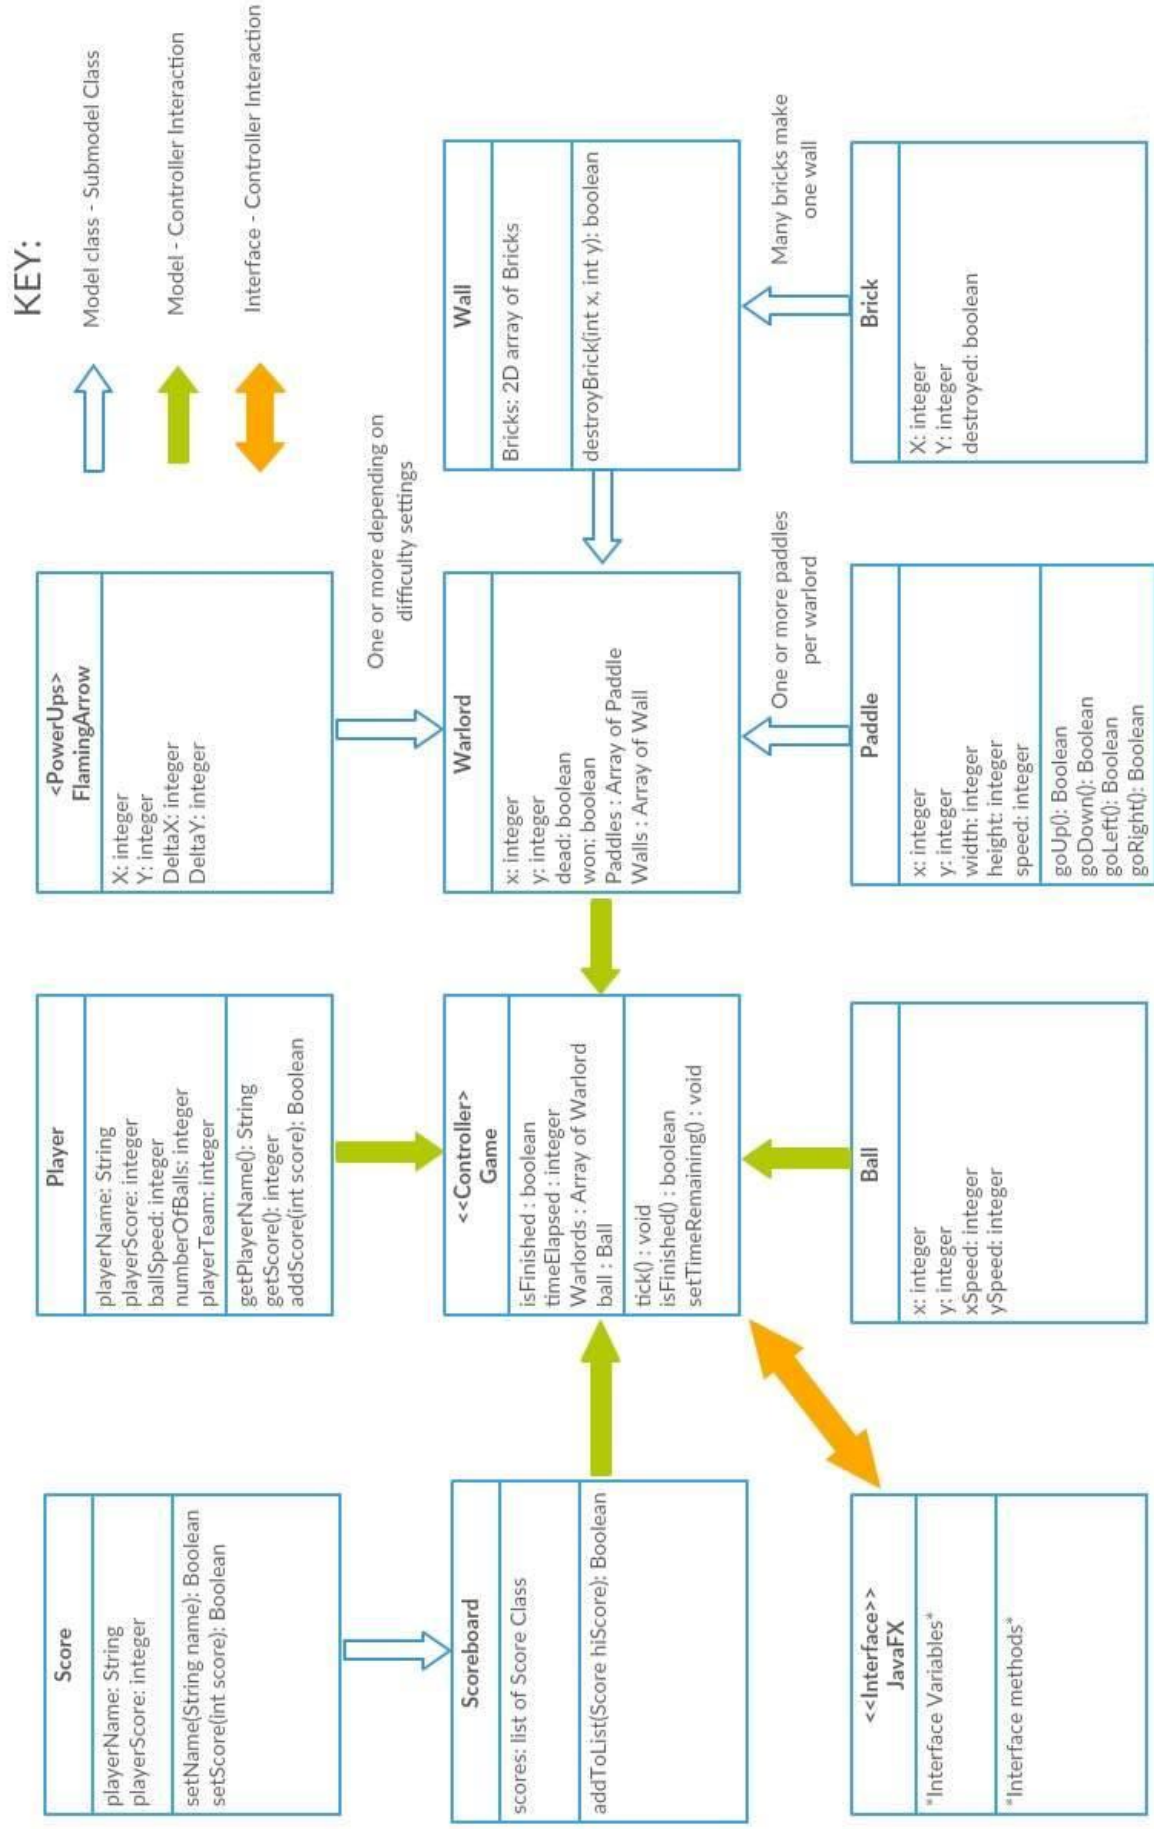 KEY:
Model class - Submodel Class
Model - Controller Interaction
Interface - Controller Interaction
Score
playerName: String
playerScore: integer
setName(String name): Boolean
setScore(int score): Boolean
Player
playerName: String
playerScore: integer
ballSpeed: integer
numberOfBalls: integer
playerTeam: integer
getPlayerName(): String
getScore(): integer
addScore(int score): Boolean
<PowerUps>
FlamingArrow
X: integer
Y: integer
DeltaX: integer
DeltaY: integer
One or more depending on
difficulty settings
Scoreboard
scores: list of Score Class
addToList(Score hiScore): Boolean
<<Controller>
Game
isFinished : boolean
timeElapsed : integer
Warlords : Array of Warlord
ball : Ball
tick() : void
isFinished() : boolean
setTimeRemaining() : void
Warlord
x: integer
y: integer
dead: boolean
won: boolean
Paddles : Array of Paddle
Walls : Array of Wall
Wall
Bricks: 2D array of Bricks
destroyBrick(int x, int y): boolean
One or more paddles
per warlord
Many bricks make
one wall
<<Interface>>
JavaFX
*Interface Variables*
*Interface methods*
Ball
x: integer
y: integer
xSpeed: integer
ySpeed: integer
Paddle
x: integer
y: integer
width: integer
height: integer
speed: integer
goUp(): Boolean
goDown(): Boolean
goLeft(): Boolean
goRight(): Boolean
Brick
X: integer
Y: integer
destroyed: boolean